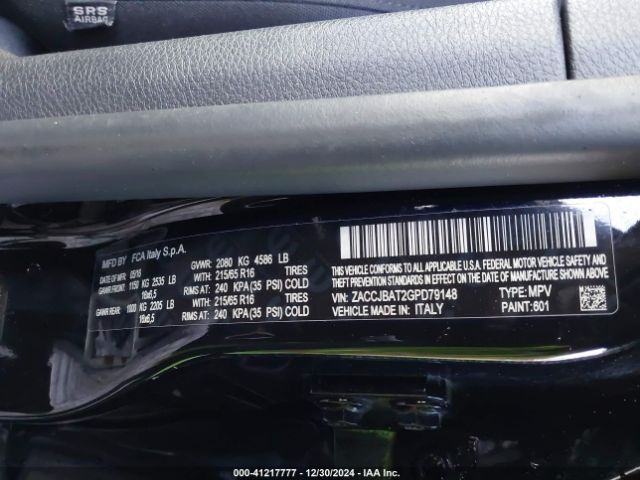 SRS
AIRBAG
MFD BY FCA Italy S.p.A.
DATE OF MFR 05/16 GVWR: 2080 KG 4586 LB
GAWR FRONT: 1150 KG 2535 LB WITH: 215/65 R16 TIRES
16x6,5 RIMS AT: 240 KPA(35 PSI) COLD
GAWR REAR: 1000 KG 2205 LB WITH: 215/65 R16 TIRES
16x6,5 RIMS AT: 240 KPA(35 PSI) COLD
THIS VEHICLE CONFORMS TO ALL APPLICABLE U.S.A. FEDERAL MOTOR VEHICLE SAFETY, BUMPER AND
THEFT PREVENTION STANDARDS IN EFFECT ON THE DATE OF MANUFACTURE SHOWN ABOVE.
VIN: ZACCJBAT2GPD79148 TYPE: MPV
VEHICLE MADE IN: ITALY PAINT: 601
000-41217777 - 12/30/2024 - IAA Inc.